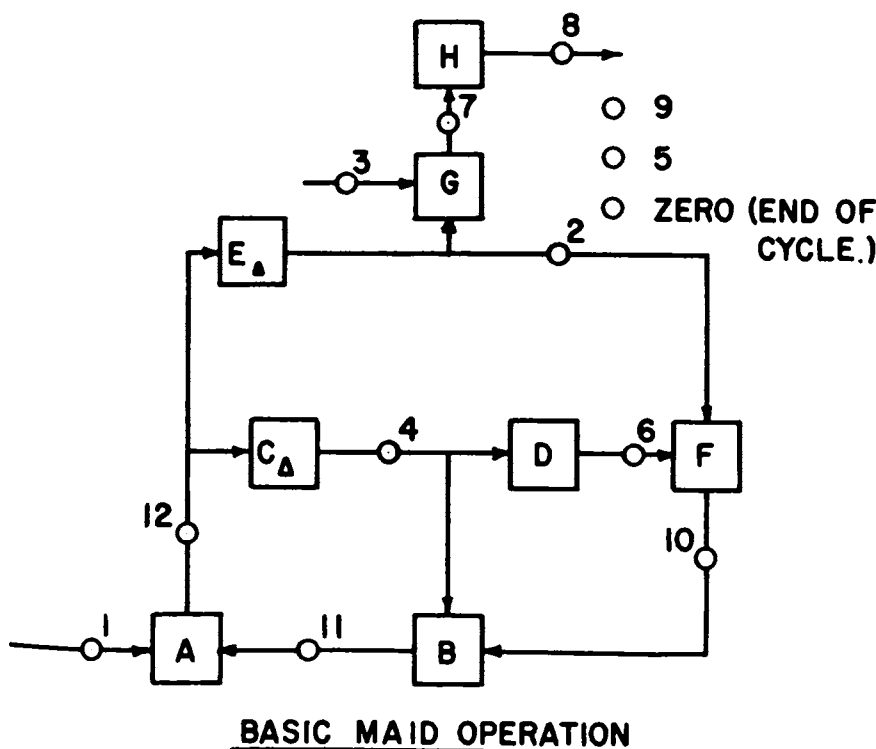 8
H
7
9
3
G
5
ZERO (END OF
CYCLE.)
2
E Δ
4
6
C Δ
D
F
12
10
1
11
A
B
BASIC MAID OPERATION